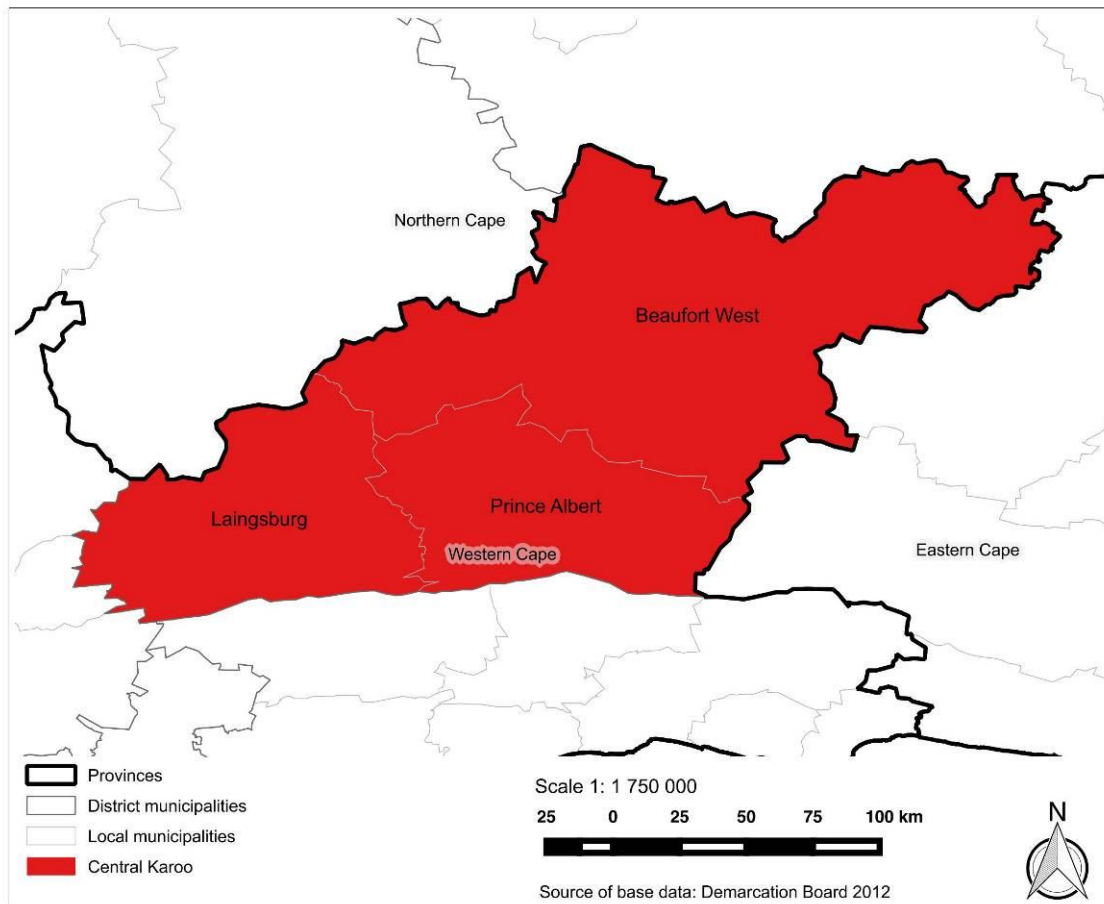 Northern Cape
Beaufort West
Laingsburg
Prince Albert
Western Cape
Eastern Cape
Provinces
District municipalities
Local municipalities
Central Karoo
Scale 1: 1 750 000
25 0 25 50 75 100 km
Source of base data: Demarcation Board 2012
N